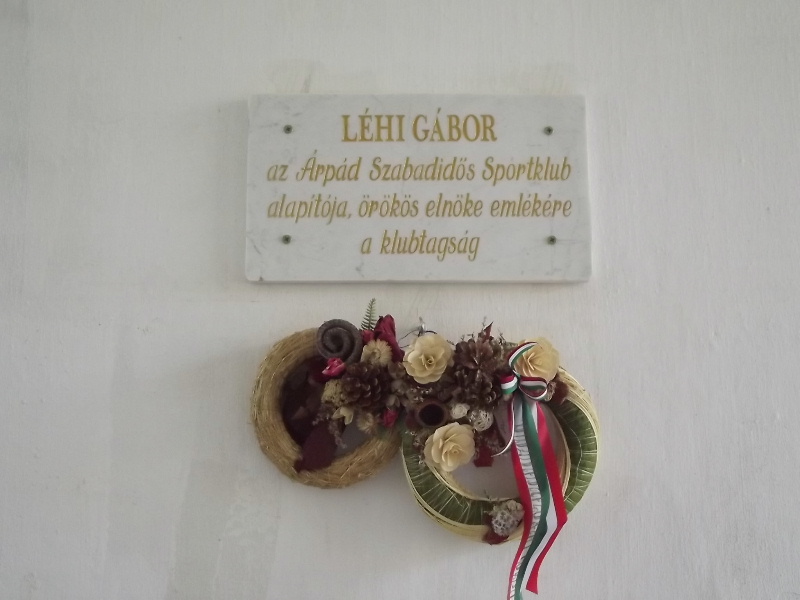 LÉHI GÁBOR
az Árpád Szabadidős Sportklub
alapítója, örökös elnöke emlékére
a klubtagság